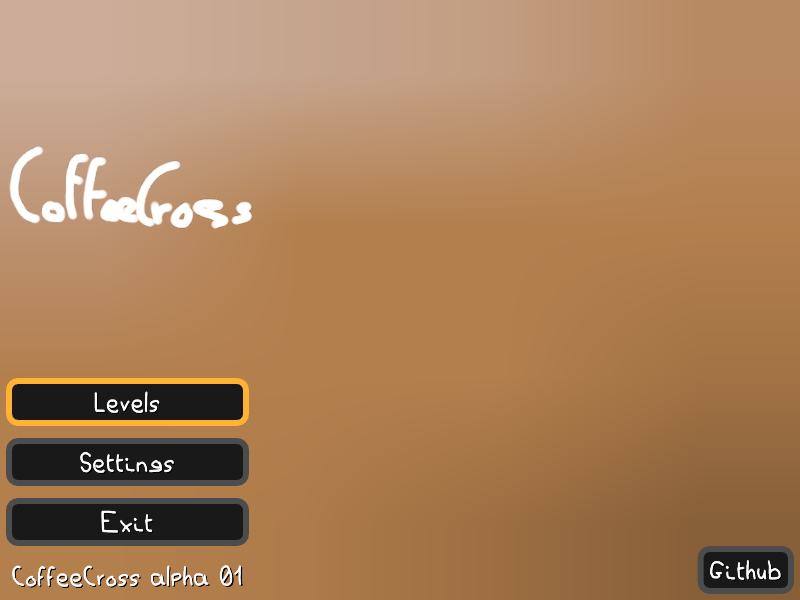 CoffeeCross
Levels
Settings
Exit
CoffeeCross alpha 01
Github